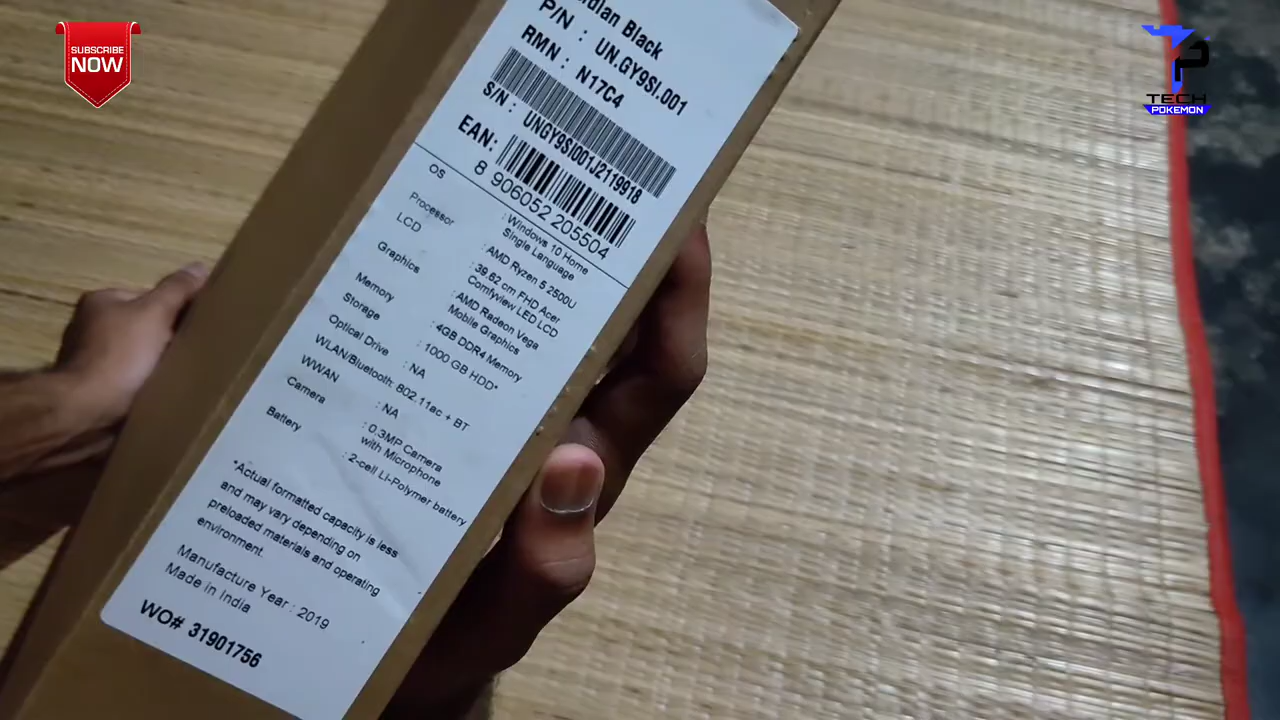 SUBSCRIBE
NOW
TECH
POKEMON
Black
P/N : UN.GY9SI.001
RMN : N17C4
S/N : UNGY9SI001J2119918
EAN:
8 906052 205504
OS : Windows 10 Home
Single Language
Processor : AMD Ryzen 5 2500U
LCD : 39.62 cm FHD Acer
Comfyview LED LCD
Graphics : AMD Radeon Vega
Mobile Graphics
Memory : 4GB DDR4 Memory
Storage : 1000 GB HDD*
Optical Drive : NA
WLAN/Bluetooth: 802.11ac + BT
WWAN : NA
Camera : 0.3MP Camera
with Microphone
Battery : 2-cell LI-Polymer battery
*Actual formatted capacity is less
and may vary depending on
preloaded materials and operating
environment.
Manufacture Year : 2019
Made in India
WO# 31901756